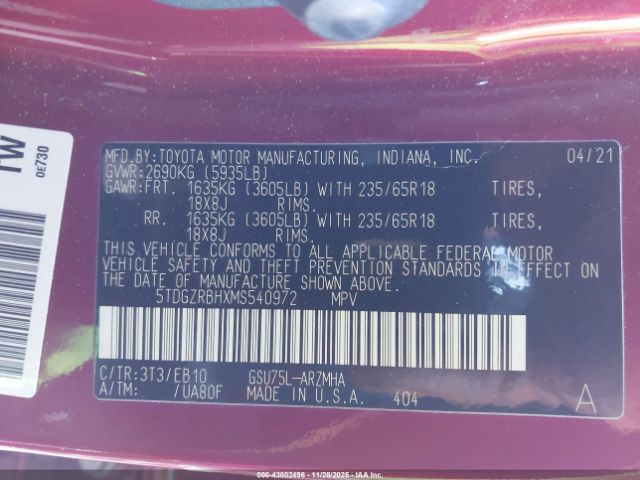 TW
0E730
MFD.BY:TOYOTA MOTOR MANUFACTURING, INDIANA, INC. 04/21
GVWR:2690KG (5935LB)
GAWR:FRT. 1635KG (3605LB) WITH 235/65R18 TIRES,
18X8J RIMS.
RR. 1635KG (3605LB) WITH 235/65R18 TIRES,
18X8J RIMS.
THIS VEHICLE CONFORMS TO ALL APPLICABLE FEDERAL MOTOR
VEHICLE SAFETY AND THEFT PREVENTION STANDARDS IN EFFECT ON
THE DATE OF MANUFACTURE SHOWN ABOVE.
5TDGZRBHXMS540972 MPV
C/TR:3T3/EB10 GSU75L-ARZMHA
A/TM: /UA80F MADE IN U.S.A. 404 A
000-43802496 - 11/28/2025 - IAA, Inc. Copyright